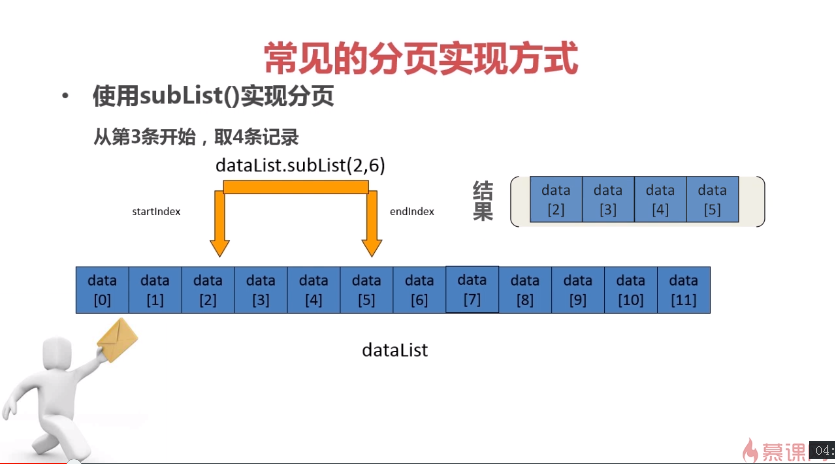 常见的分页实现方式
• 使用subList()实现分页
从第3条开始，取4条记录
dataList.subList(2,6)
startIndex
endIndex
结果
data [2] data [3] data [4] data [5]
data [0] data [1] data [2] data [3] data [4] data [5] data [6] data [7] data [8] data [9] data [10] data [11]
dataList
慕课
04: